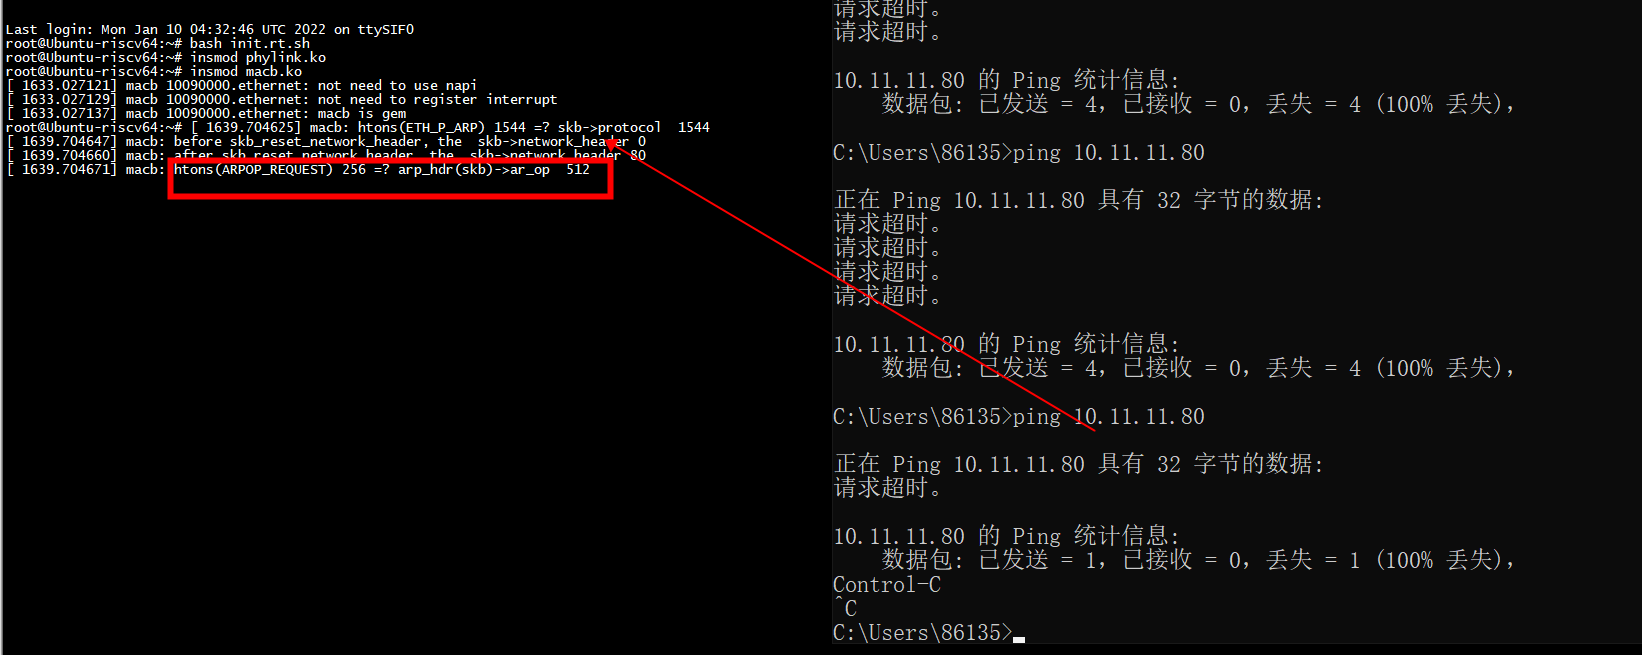 Last login: Mon Jan 10 04:32:46 UTC 2022 on ttySIF0
root@Ubuntu-riscv64:~# bash init.rt.sh
root@Ubuntu-riscv64:~# insmod phylink.ko
root@Ubuntu-riscv64:~# insmod macb.ko
[ 1633.027121] macb 10090000.ethernet: not need to use napi
[ 1633.027129] macb 10090000.ethernet: not need to register interrupt
[ 1633.027137] macb 10090000.ethernet: macb is gem
root@Ubuntu-riscv64:~# [ 1639.704625] macb: htons(ETH_P_ARP) 1544 =? skb->protocol  1544
[ 1639.704647] macb: before skb_reset_network_header, the  skb->network_header 0
[ 1639.704660] macb: after skb_reset_network_header, the  skb->network_header 80
[ 1639.704671] macb: htons(ARPOP_REQUEST) 256 =? arp_hdr(skb)->ar_op  512
请求超时。
请求超时。
10.11.11.80 的 Ping 统计信息:
数据包: 已发送 = 4，已接收 = 0，丢失 = 4 (100% 丢失)，
C:\Users\86135>ping 10.11.11.80
正在 Ping 10.11.11.80 具有 32 字节的数据:
请求超时。
请求超时。
请求超时。
请求超时。
10.11.11.80 的 Ping 统计信息:
数据包: 已发送 = 4，已接收 = 0，丢失 = 4 (100% 丢失)，
C:\Users\86135>ping 10.11.11.80
正在 Ping 10.11.11.80 具有 32 字节的数据:
请求超时。
10.11.11.80 的 Ping 统计信息:
数据包: 已发送 = 1，已接收 = 0，丢失 = 1 (100% 丢失)，
Control-C
^C
C:\Users\86135>